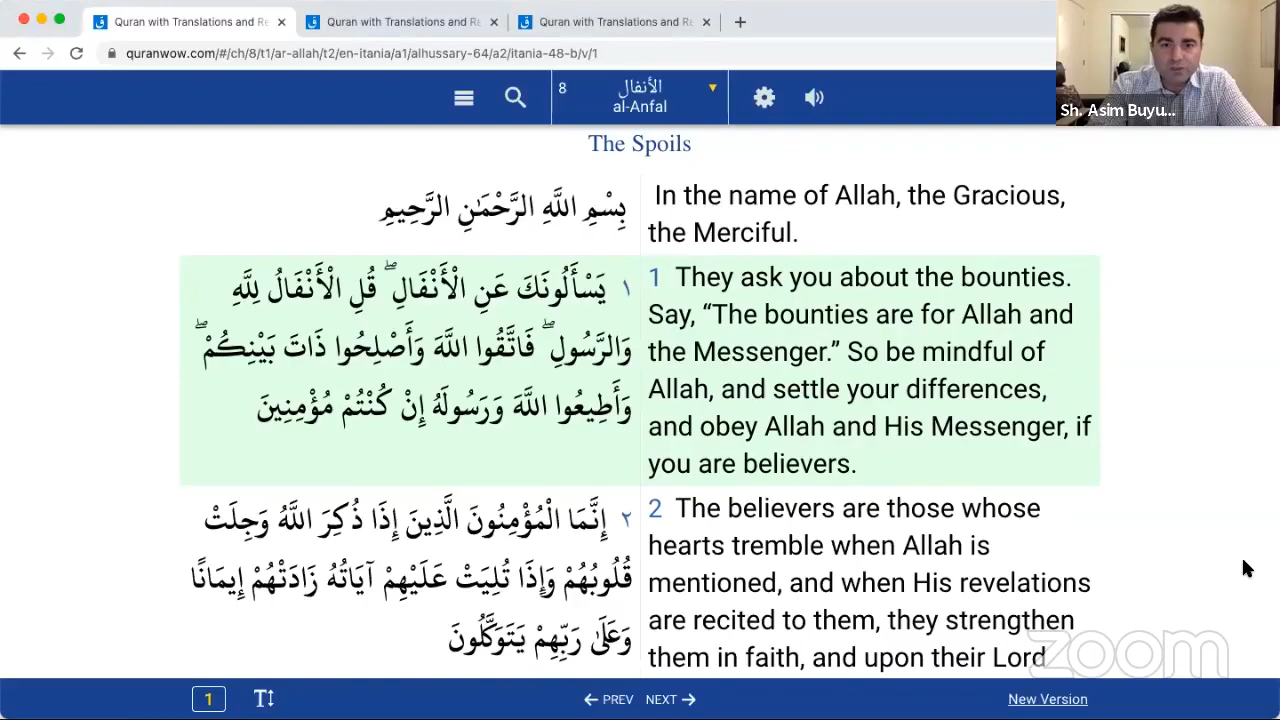 Quran with Translations and Re
Quran with Translations and Re
Quran with Translations and Re
quranwow.com/#/ch/8/t1/ar-allah/t2/en-itania/a1/alhussary-64/a2/itania-48-b/v/1
8
الأنفال
al-Anfal
Sh. Asim Buyu...
The Spoils
بِسْمِ اللَّهِ الرَّحْمَٰنِ الرَّحِيمِ
In the name of Allah, the Gracious,
the Merciful.
١ يَسْأَلُونَكَ عَنِ الْأَنْفَالِ ۖ قُلِ الْأَنْفَالُ لِلَّهِ
وَالرَّسُولِ ۖ فَاتَّقُوا اللَّهَ وَأَصْلِحُوا ذَاتَ بَيْنِكُمْ ۖ
وَأَطِيعُوا اللَّهَ وَرَسُولَهُ إِنْ كُنْتُمْ مُؤْمِنِينَ
1 They ask you about the bounties.
Say, “The bounties are for Allah and
the Messenger.” So be mindful of
Allah, and settle your differences,
and obey Allah and His Messenger, if
you are believers.
٢ إِنَّمَا الْمُؤْمِنُونَ الَّذِينَ إِذَا ذُكِرَ اللَّهُ وَجِلَتْ
قُلُوبُهُمْ وَإِذَا تُلِيَتْ عَلَيْهِمْ آيَاتُهُ زَادَتْهُمْ إِيمَانًا
وَعَلَىٰ رَبِّهِمْ يَتَوَكَّلُونَ
2 The believers are those whose
hearts tremble when Allah is
mentioned, and when His revelations
are recited to them, they strengthen
them in faith, and upon their Lord
zoom
1
PREV NEXT
New Version